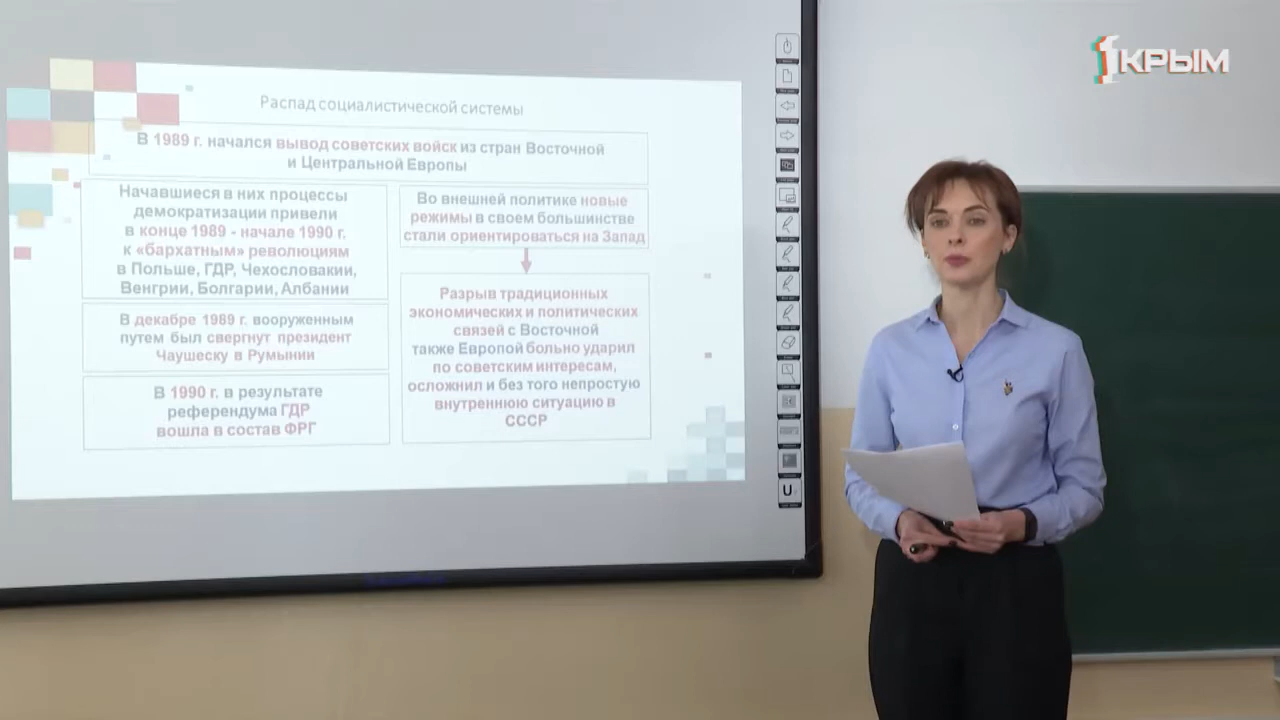 1КРЫМ
Распад социалистической системы
В 1989 г. начался вывод советских войск из стран Восточной
и Центральной Европы
Начавшиеся в них процессы
демократизации привели
в конце 1989 - начале 1990 г.
к «бархатным» революциям
в Польше, ГДР, Чехословакии,
Венгрии, Болгарии, Албании
В декабре 1989 г. вооруженным
путем был свергнут президент
Чаушеску в Румынии
В 1990 г. в результате
референдума ГДР
вошла в состав ФРГ
Во внешней политике новые
режимы в своем большинстве
стали ориентироваться на Запад
Разрыв традиционных
экономических и политических
связей с Восточной
также Европой больно ударил
по советским интересам,
осложнил и без того непростую
внутреннюю ситуацию в
СССР
U